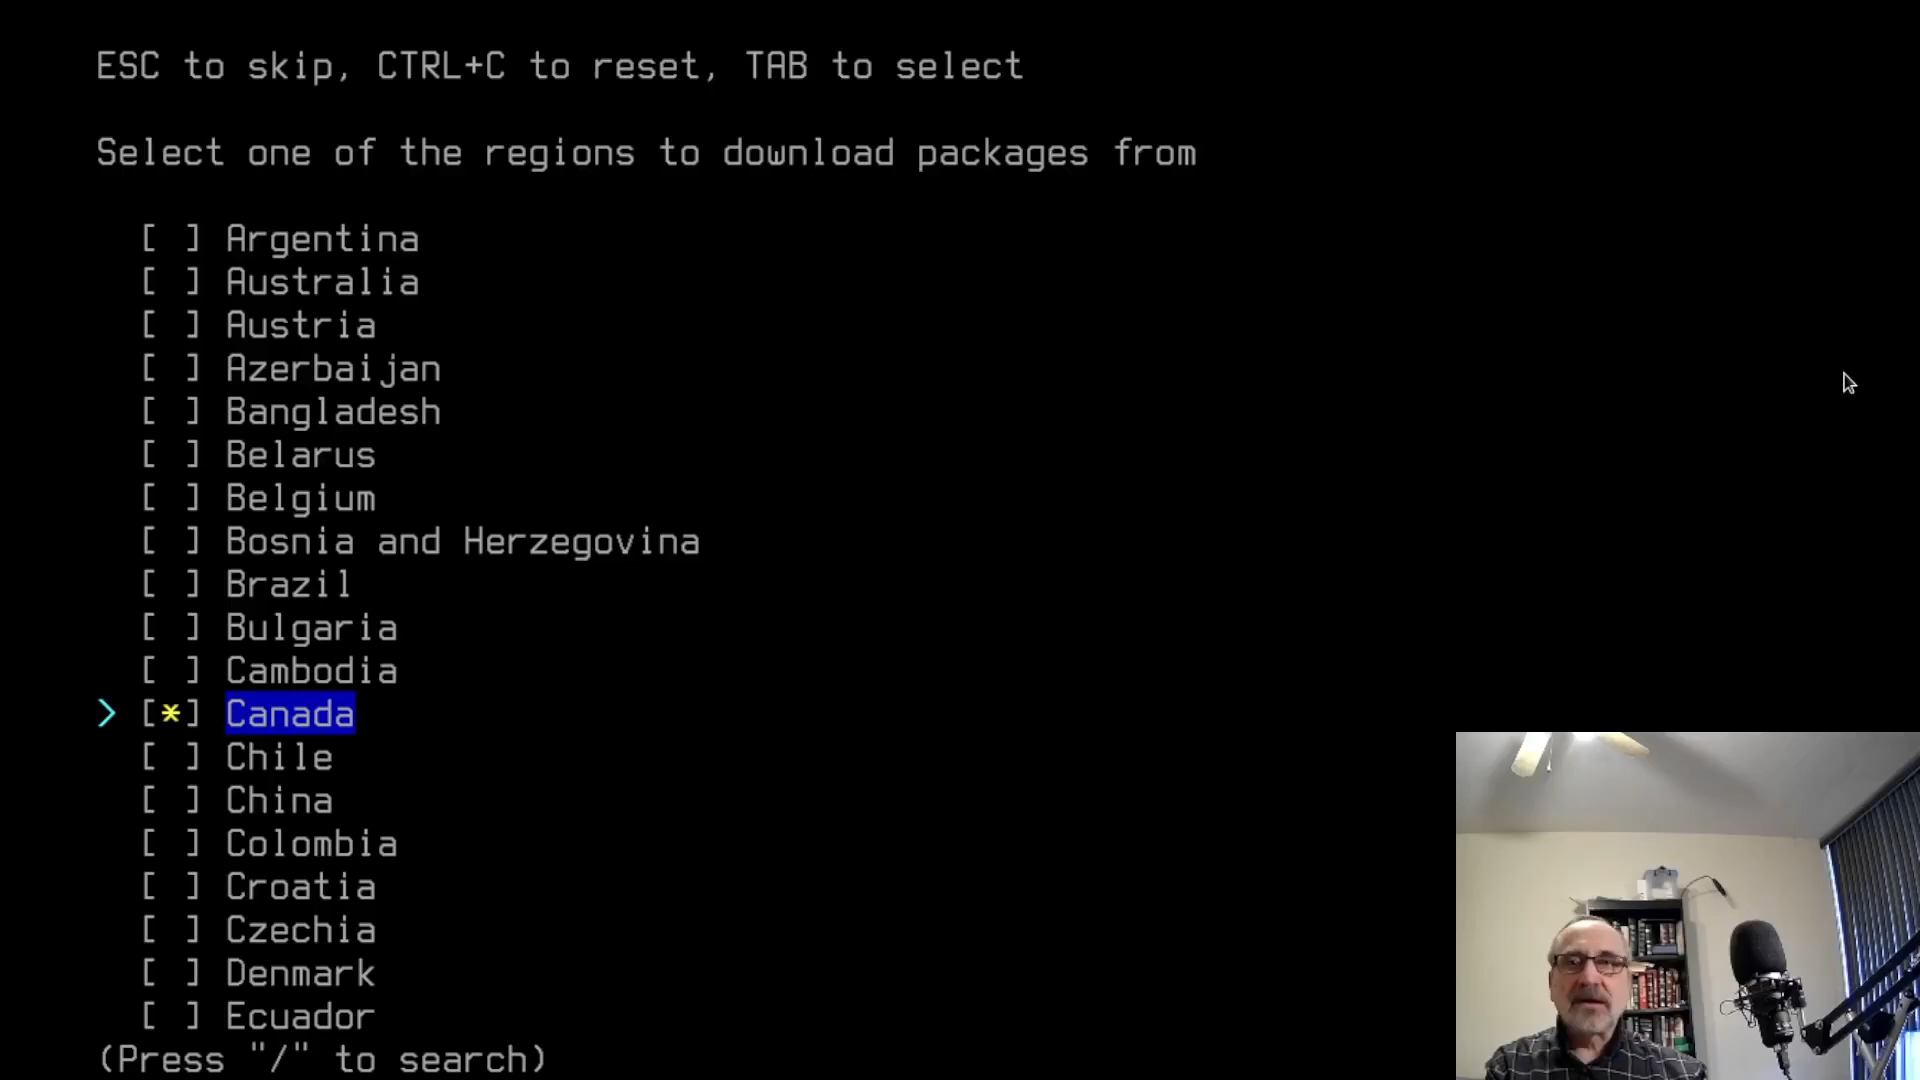 ESC to skip, CTRL+C to reset, TAB to select
Select one of the regions to download packages from
[ ] Argentina
[ ] Australia
[ ] Austria
[ ] Azerbaijan
[ ] Bangladesh
[ ] Belarus
[ ] Belgium
[ ] Bosnia and Herzegovina
[ ] Brazil
[ ] Bulgaria
[ ] Cambodia
> [*] Canada
[ ] Chile
[ ] China
[ ] Colombia
[ ] Croatia
[ ] Czechia
[ ] Denmark
[ ] Ecuador
(Press "/" to search)